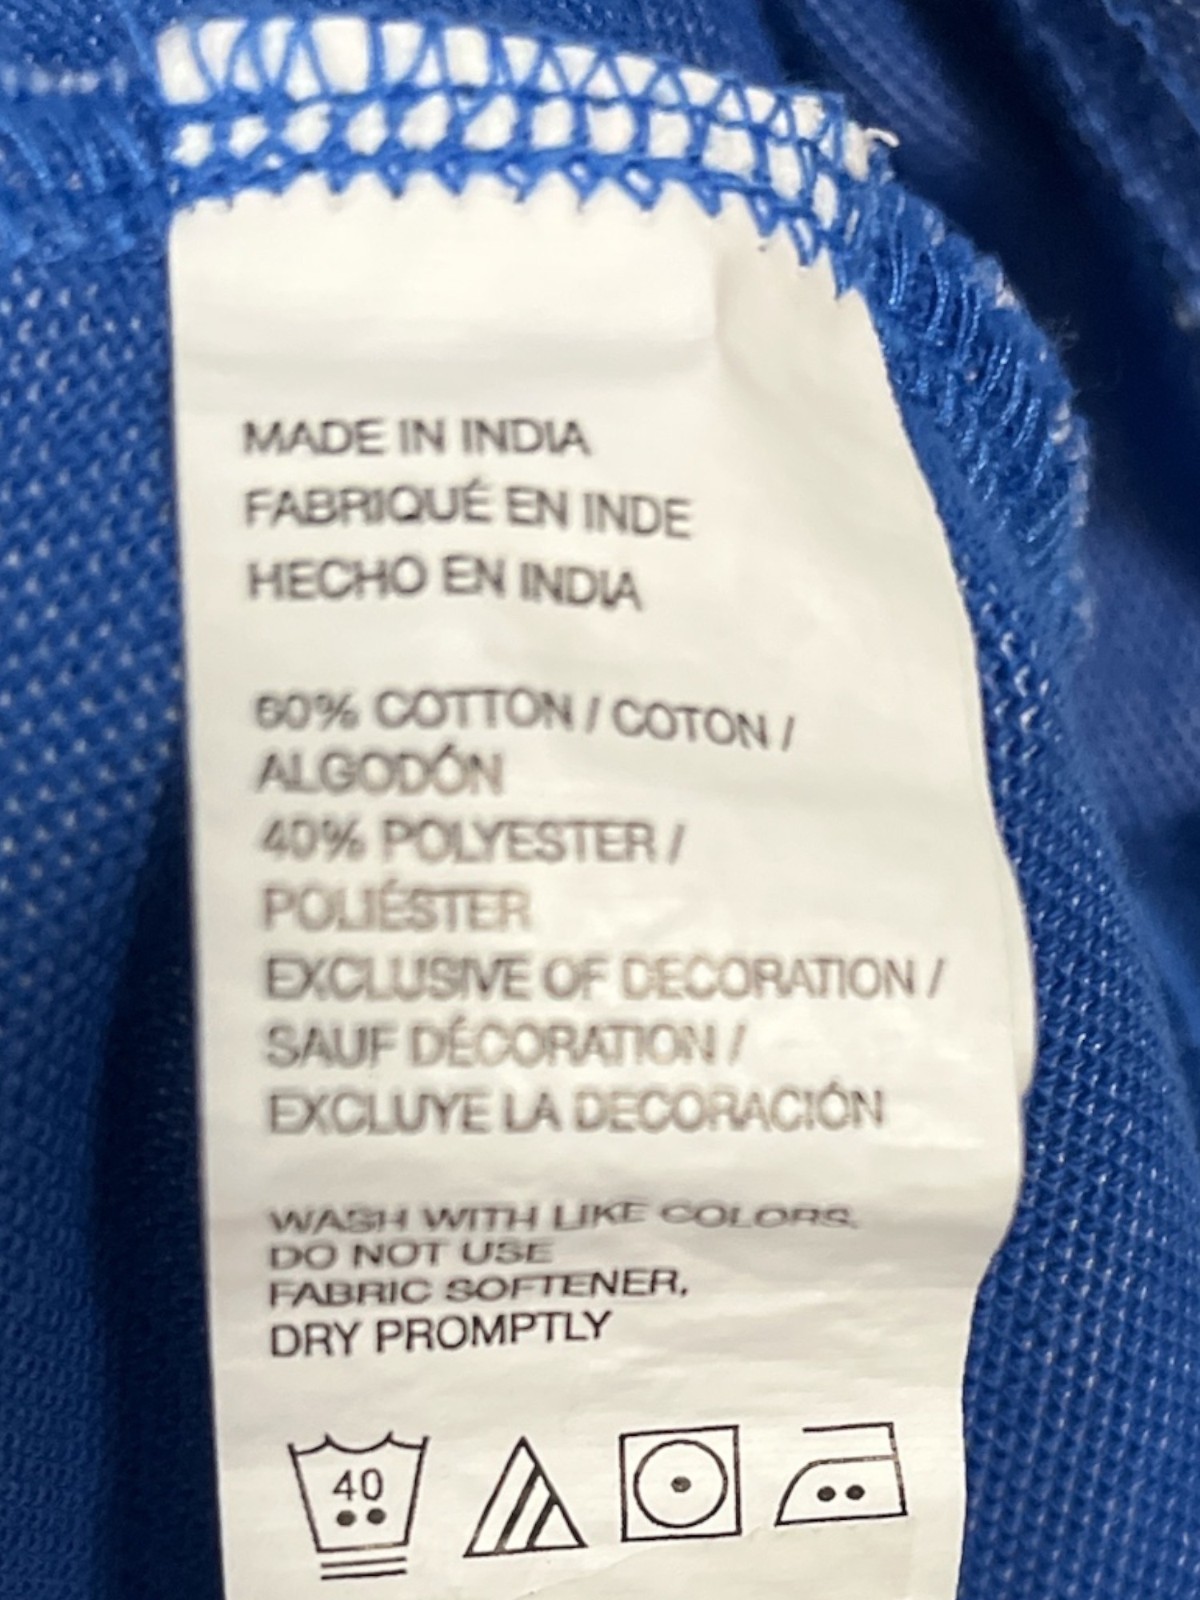 MADE IN INDIA
FABRIQUÉ EN INDE
HECHO EN INDIA
60% COTTON / COTON /
ALGODÓN
40% POLYESTER /
POLIÉSTER
EXCLUSIVE OF DECORATION /
SAUF DÉCORATION /
EXCLUYE LA DECORACIÓN
WASH WITH LIKE COLORS,
DO NOT USE
FABRIC SOFTENER,
DRY PROMPTLY
40